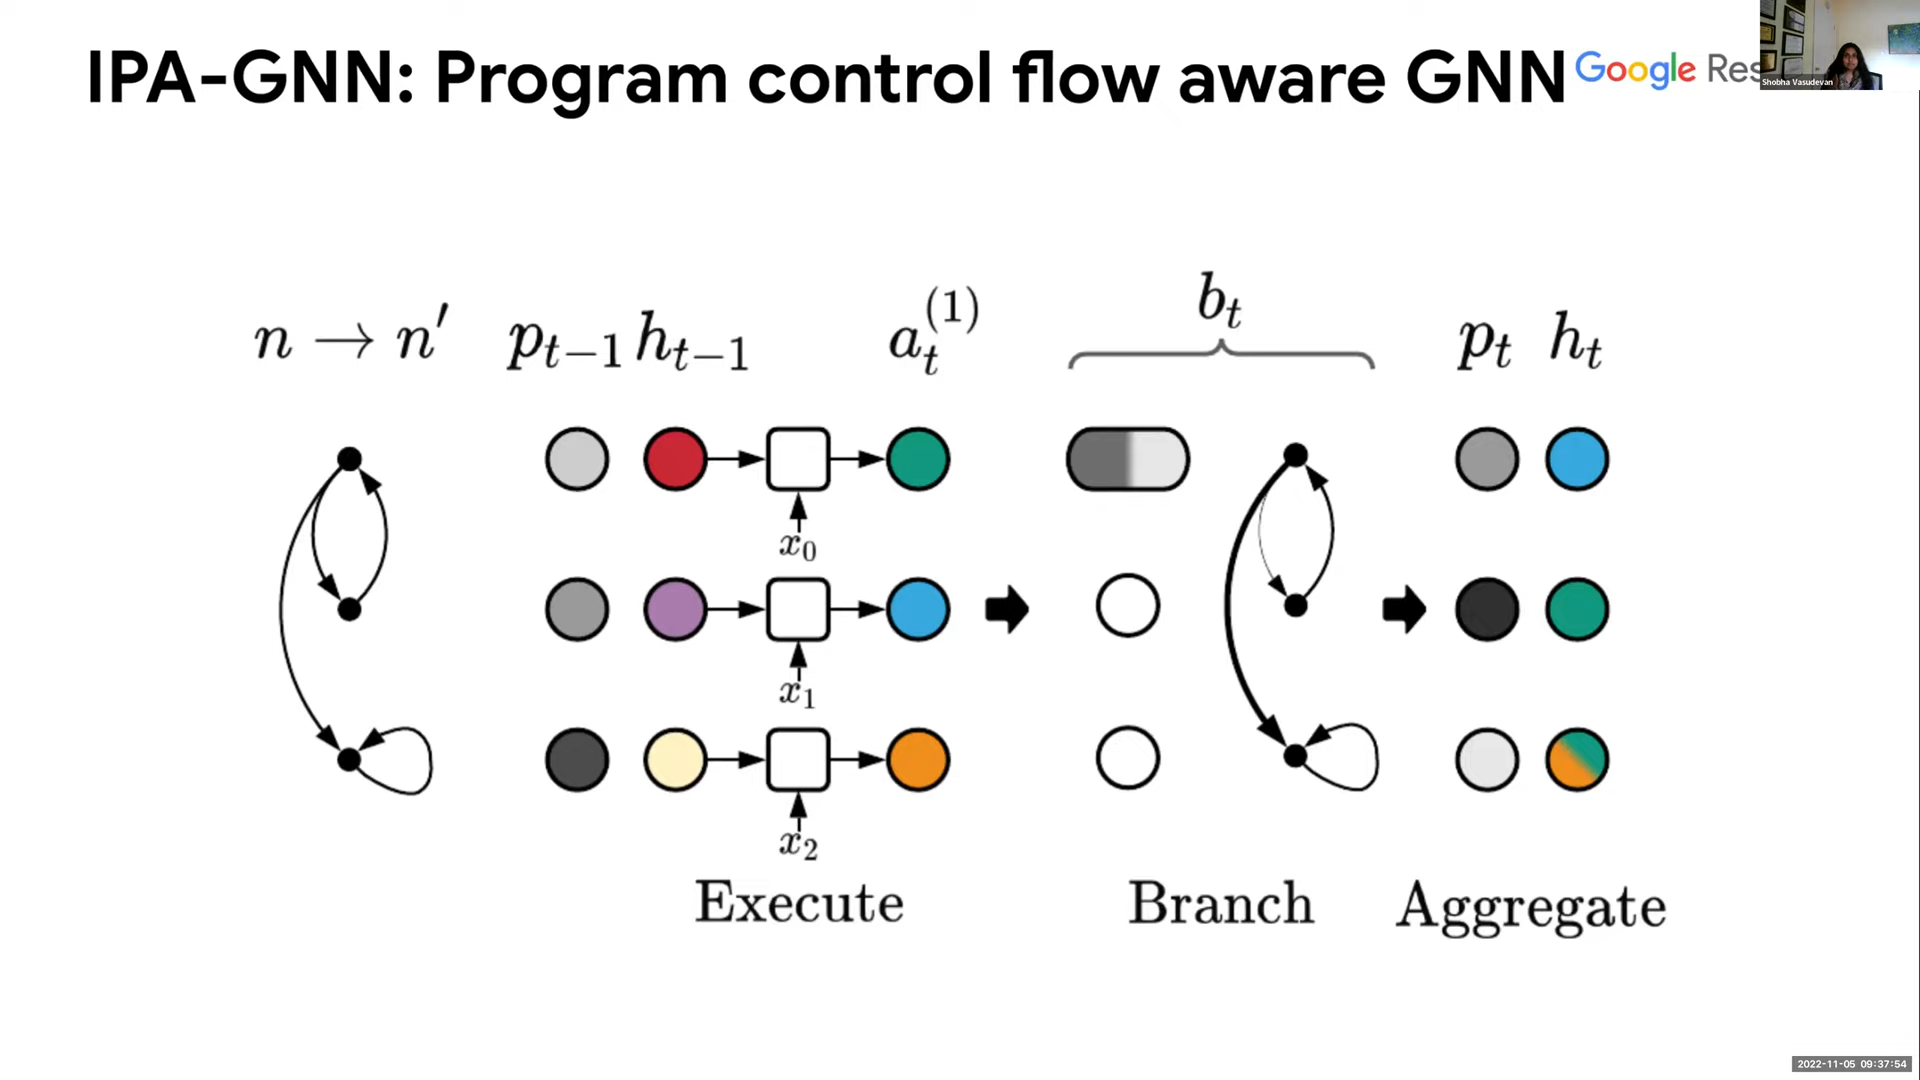 IPA-GNN: Program control flow aware GNN
Google Res
Shobha Vasudevan
n → n′ p_{t−1} h_{t−1} a_t^{(1)} b_t p_t h_t
x_0
x_1
x_2
Execute Branch Aggregate
2022-11-05 09:37:54